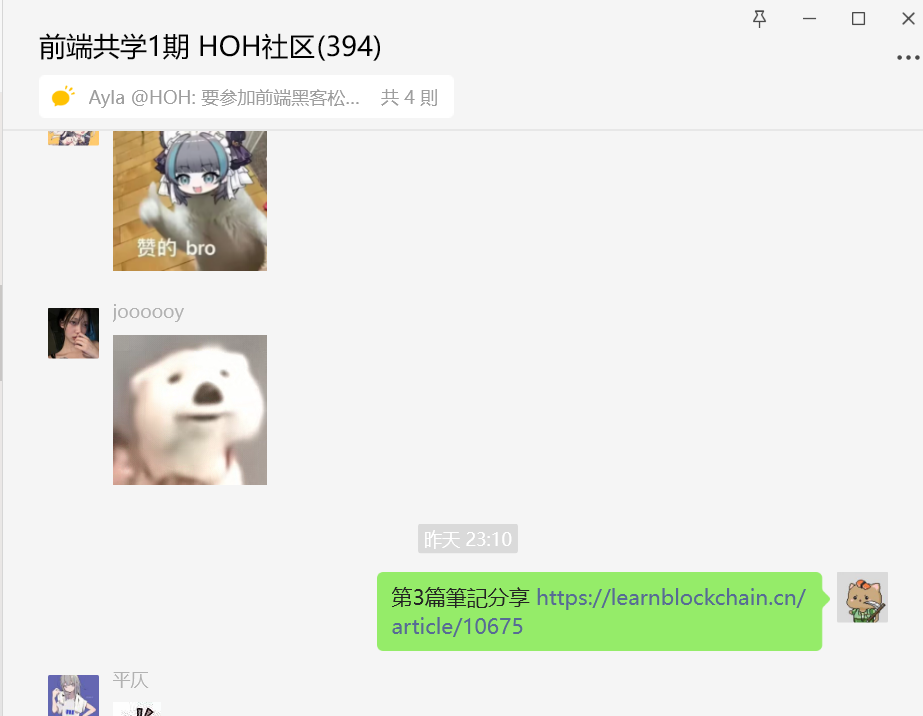 前端共学1期 HOH社区(394)
Ayla @HOH: 要参加前端黑客松... 共 4 則
赞的 bro
joooooy
昨天 23:10
第3篇筆記分享 https://learnblockchain.cn/
article/10675
平仄